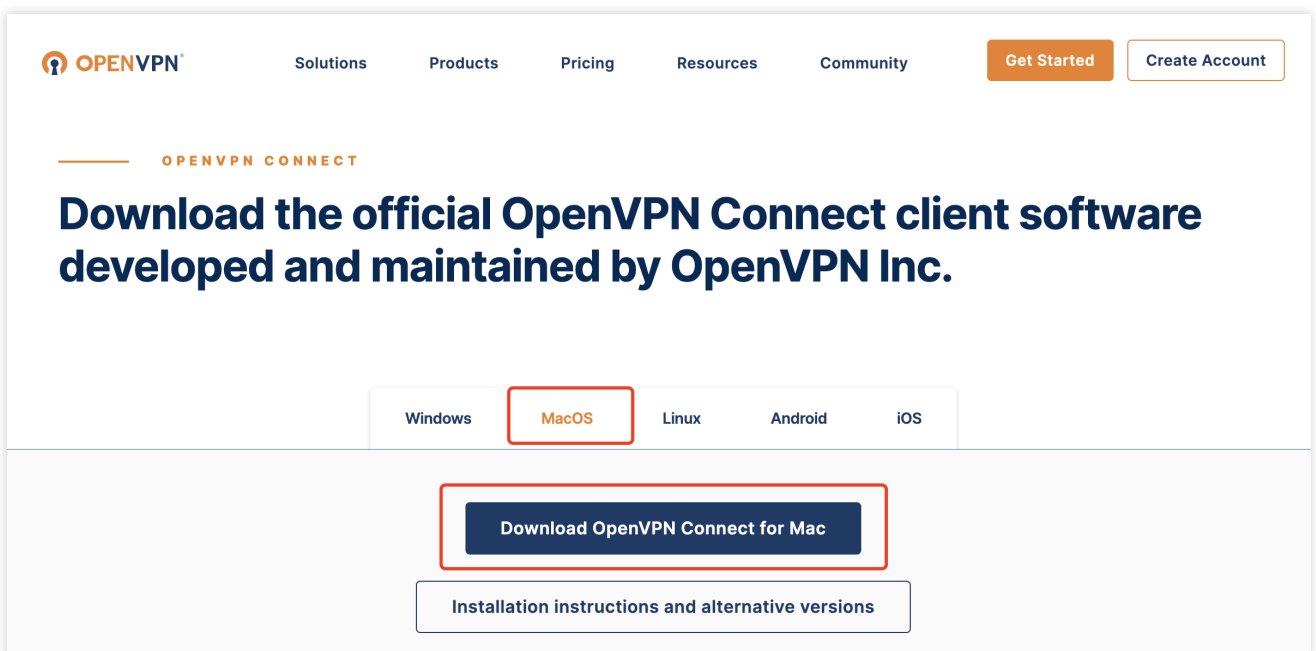 OPENVPN®
Solutions
Products
Pricing
Resources
Community
Get Started
Create Account
OPENVPN CONNECT
Download the official OpenVPN Connect client software
developed and maintained by OpenVPN Inc.
Windows
MacOS
Linux
Android
iOS
Download OpenVPN Connect for Mac
Installation instructions and alternative versions